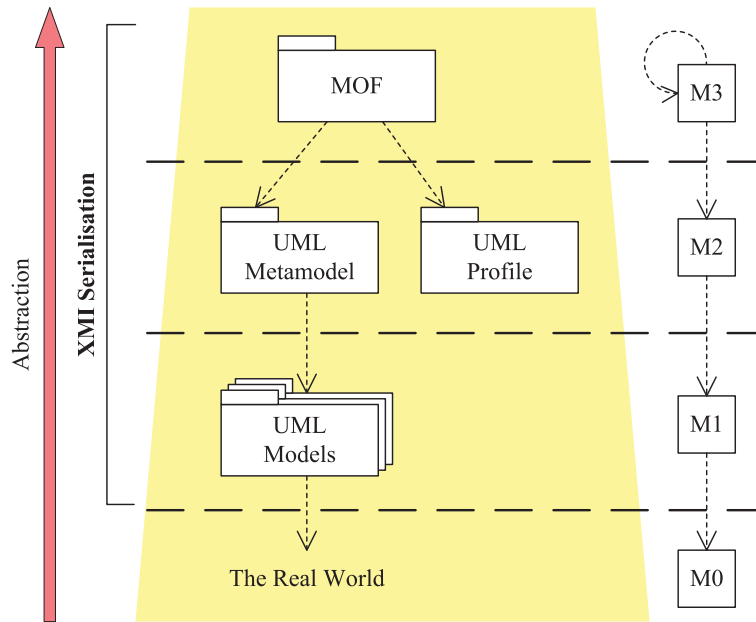 Abstraction
XMI Serialisation
MOF
M3
UML
Metamodel
UML
Profile
M2
UML
Models
M1
The Real World
M0